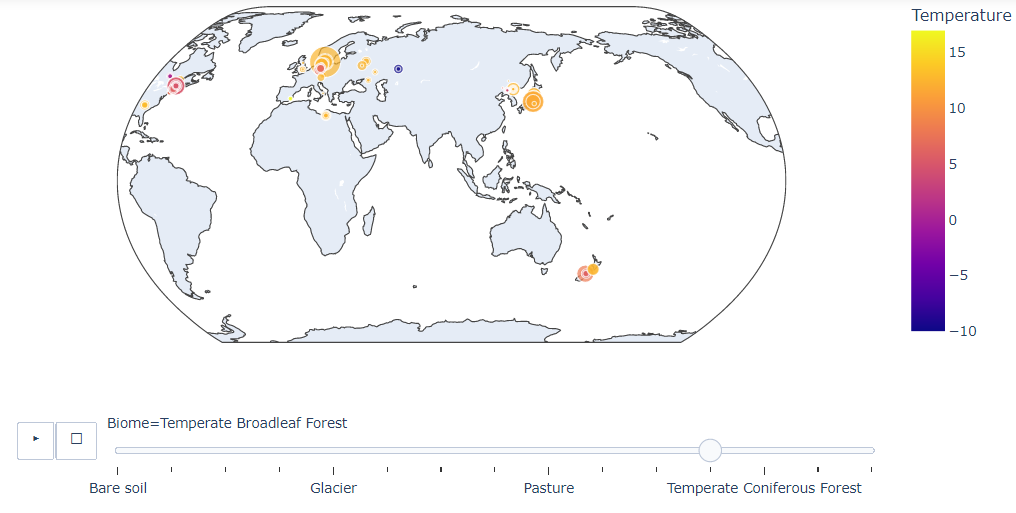 Temperature
15
10
5
0
−5
−10
Biome=Temperate Broadleaf Forest
Bare soil Glacier Pasture Temperate Coniferous Forest